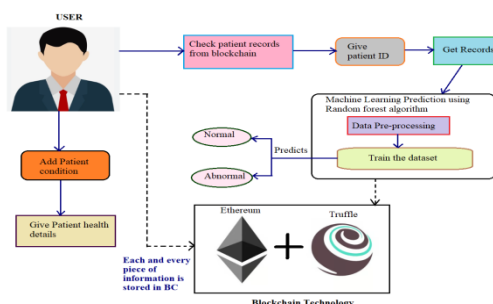 USER
Check patient records
from blockchain
Give
patient ID
Get Records
Machine Learning Prediction using
Random forest algorithm
Data Pre-processing
Train the dataset
Normal
Predicts
Abnormal
Add Patient
condition
Give Patient health
details
Ethereum
Truffle
Each and every
piece of
information is
stored in BC
Blockchain Technology